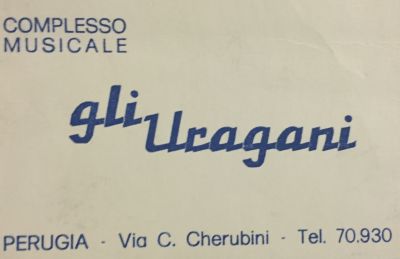 COMPLESSO
MUSICALE
gli Uragani
PERUGIA - Via C. Cherubini - Tel. 70.930